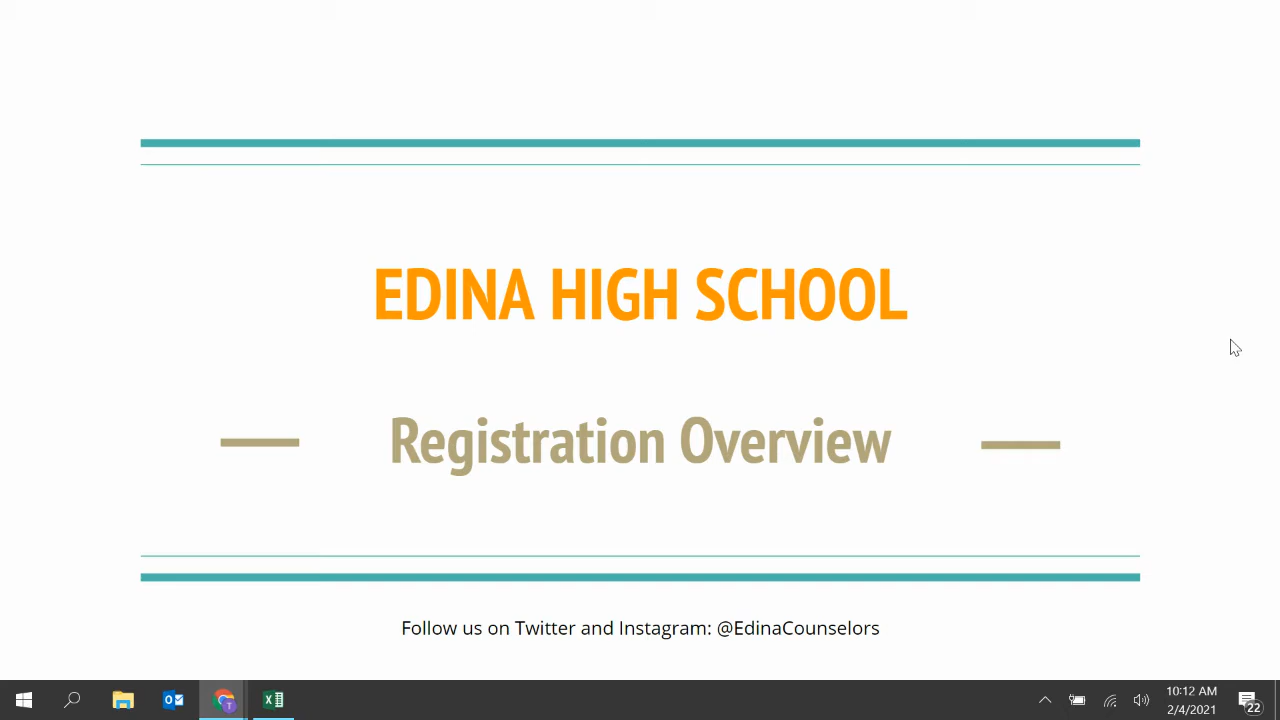 EDINA HIGH SCHOOL
Registration Overview
Follow us on Twitter and Instagram: @EdinaCounselors
10:12 AM
2/4/2021
22